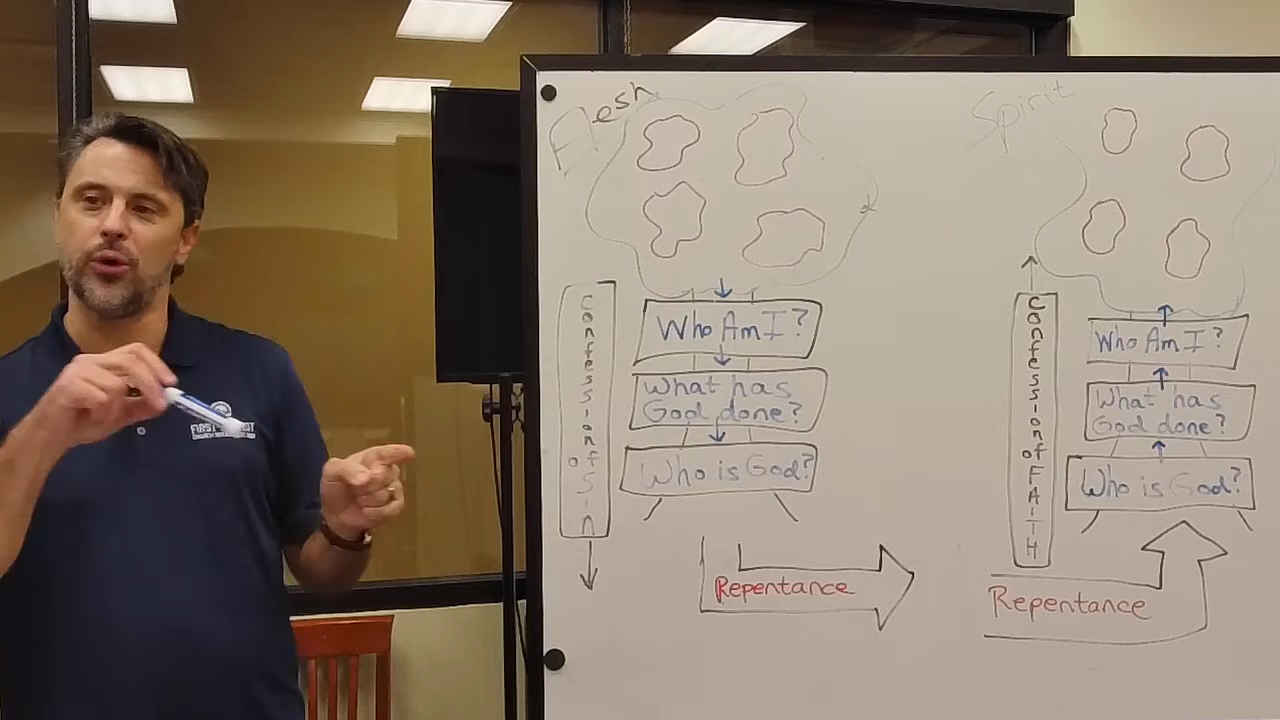 Flesh
Who Am I?
What has
God done?
Who is God?
Confession of Sin
Repentance
Spirit
Who Am I?
What has
God done?
Who is God?
Confession of FAITH
Repentance
FIRST